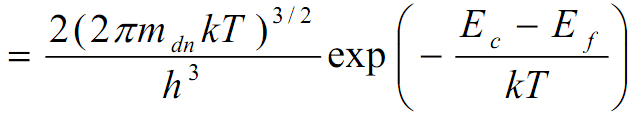 = \frac{2(2\pi m_{dn} kT)^{3/2}}{h^3} \exp\left(-\frac{E_c - E_f}{kT}\right)